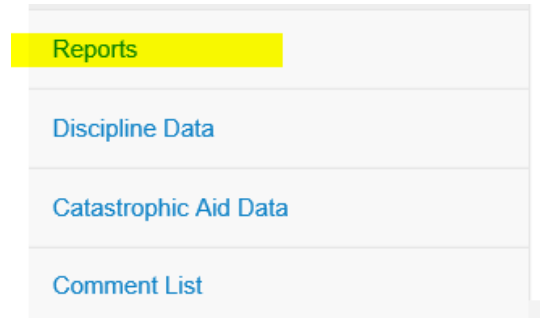 Reports
Discipline Data
Catastrophic Aid Data
Comment List